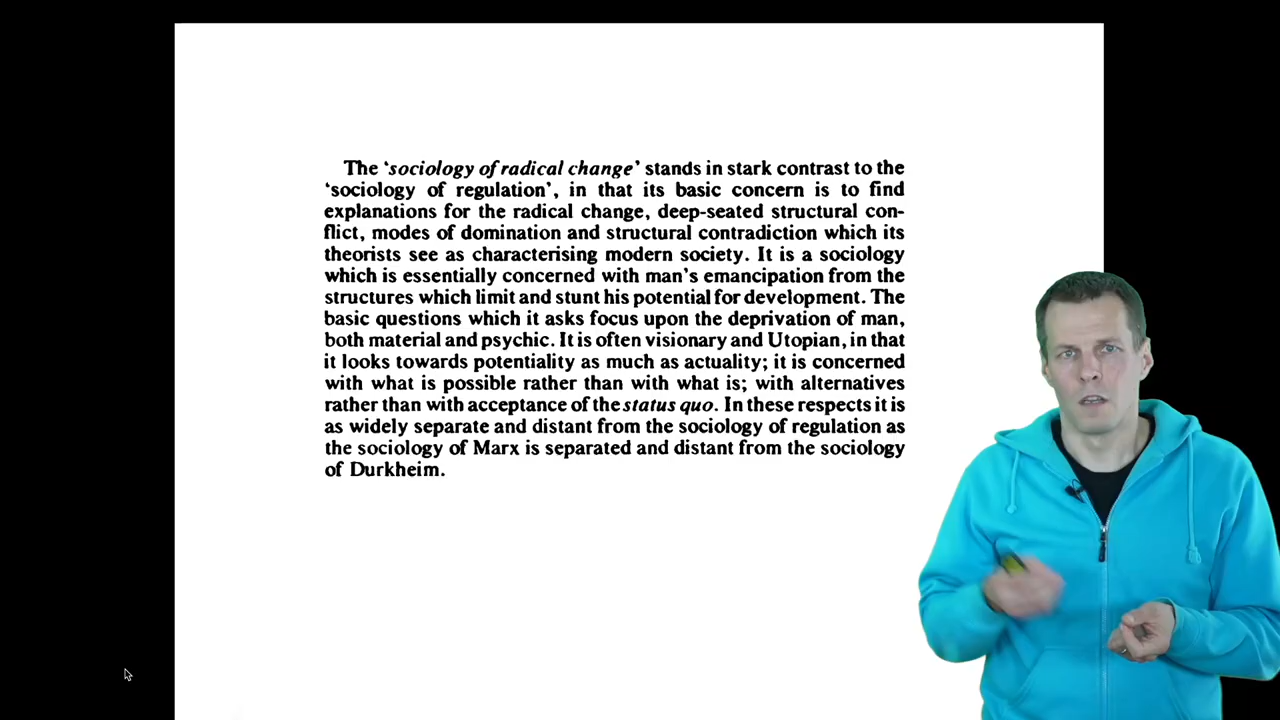 The ‘sociology of radical change’ stands in stark contrast to the
‘sociology of regulation’, in that its basic concern is to find
explanations for the radical change, deep-seated structural con-
flict, modes of domination and structural contradiction which its
theorists see as characterising modern society. It is a sociology
which is essentially concerned with man’s emancipation from the
structures which limit and stunt his potential for development. The
basic questions which it asks focus upon the deprivation of man,
both material and psychic. It is often visionary and Utopian, in that
it looks towards potentiality as much as actuality; it is concerned
with what is possible rather than with what is; with alternatives
rather than with acceptance of the status quo. In these respects it is
as widely separate and distant from the sociology of regulation as
the sociology of Marx is separated and distant from the sociology
of Durkheim.